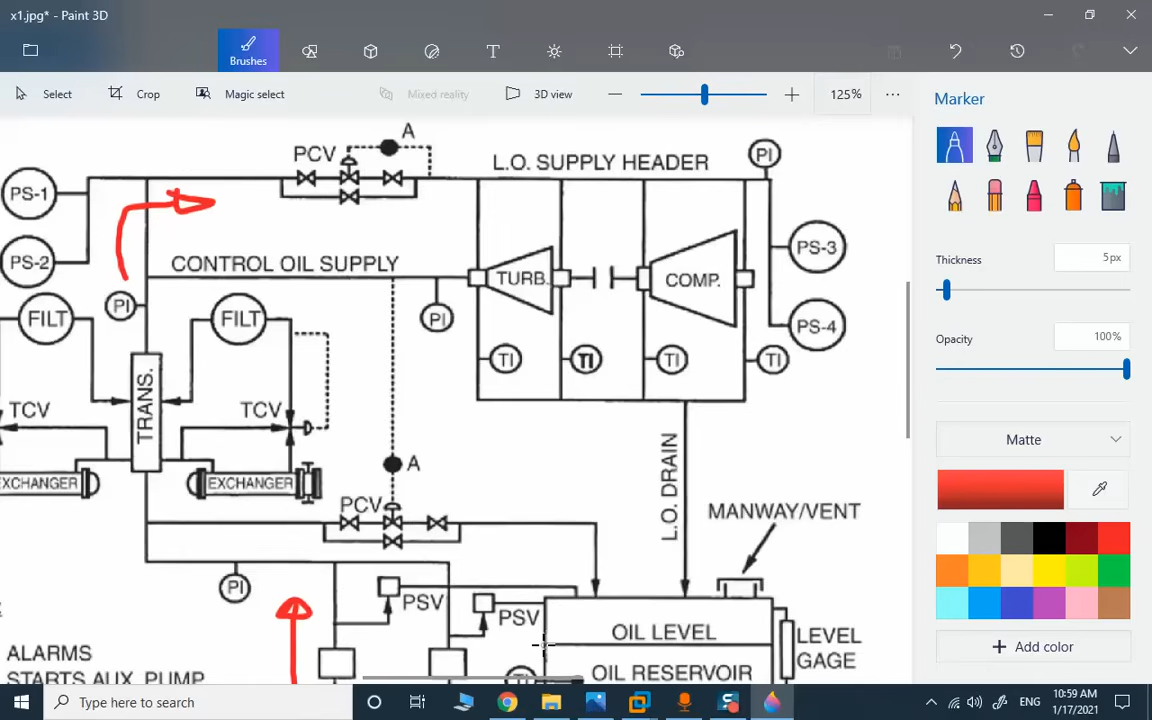 x1.jpg* - Paint 3D
Brushes
Select
Crop
Magic select
Mixed reality
3D view
125%
Marker
Thickness
5px
Opacity
100%
Matte
Add color
A
PCV
L.O. SUPPLY HEADER
PI
PS-1
PS-2
CONTROL OIL SUPPLY
PS-3
TURB.
COMP.
PI
FILT
FILT
PI
PS-4
TI
TI
TI
TI
TRANS.
TCV
TCV
A
EXCHANGER
EXCHANGER
L.O. DRAIN
PCV
MANWAY/VENT
PI
PSV
PSV
OIL LEVEL
LEVEL
GAGE
OIL RESERVOIR
ALARMS
STARTS AUX. PUMP
Type here to search
ENG
10:59 AM
1/17/2021